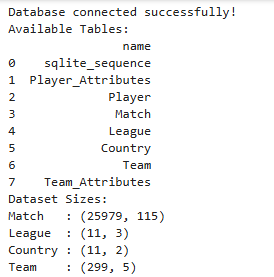 Database connected successfully!
Available Tables:
name
0 sqlite_sequence
1 Player_Attributes
2 Player
3 Match
4 League
5 Country
6 Team
7 Team_Attributes
Dataset Sizes:
Match : (25979, 115)
League : (11, 3)
Country : (11, 2)
Team : (299, 5)